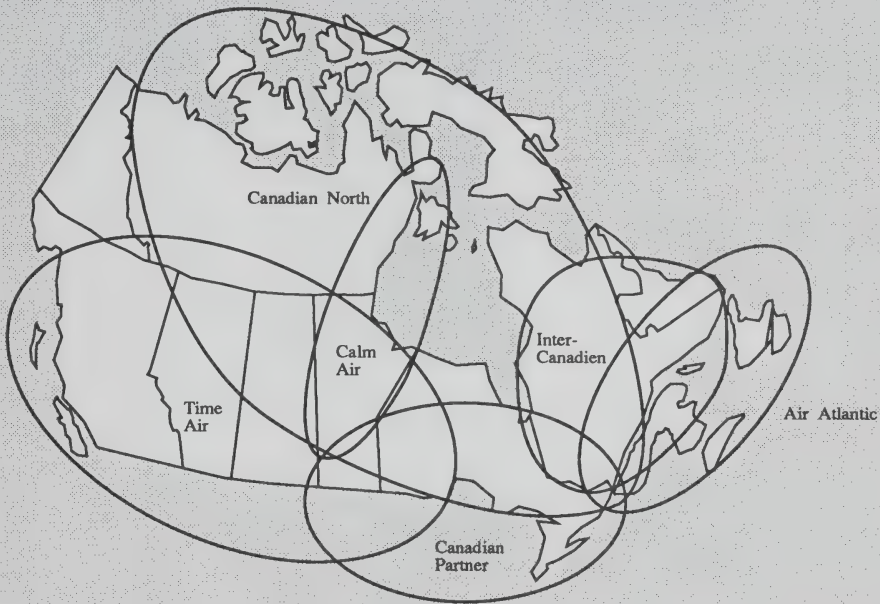 Canadian North
Inter-
Canadien
Calm
Air
Time
Air
Air Atlantic
Canadian
Partner